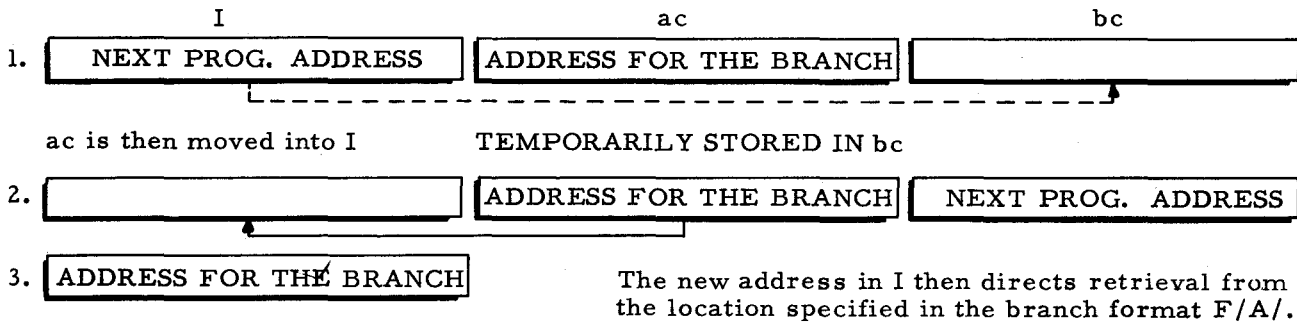 I ac bc
1. NEXT PROG. ADDRESS ADDRESS FOR THE BRANCH
ac is then moved into I TEMPORARILY STORED IN bc
2. ADDRESS FOR THE BRANCH NEXT PROG. ADDRESS
3. ADDRESS FOR THE BRANCH
The new address in I then directs retrieval from
the location specified in the branch format F/A/.